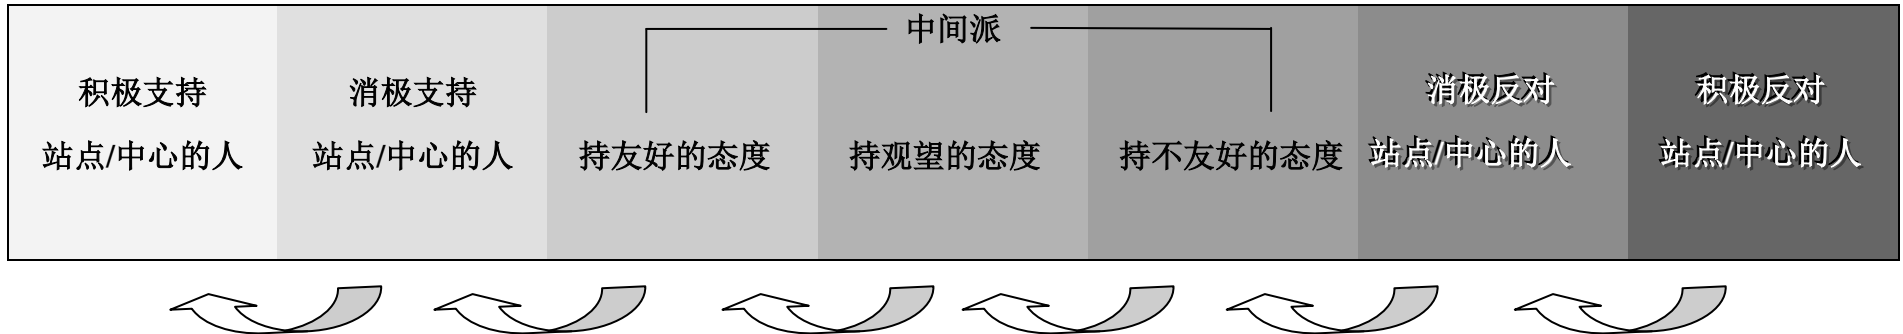 中间派
积极支持
站点/中心的人
消极支持
站点/中心的人
持友好的态度
持观望的态度
持不友好的态度
消极反对
站点/中心的人
积极反对
站点/中心的人